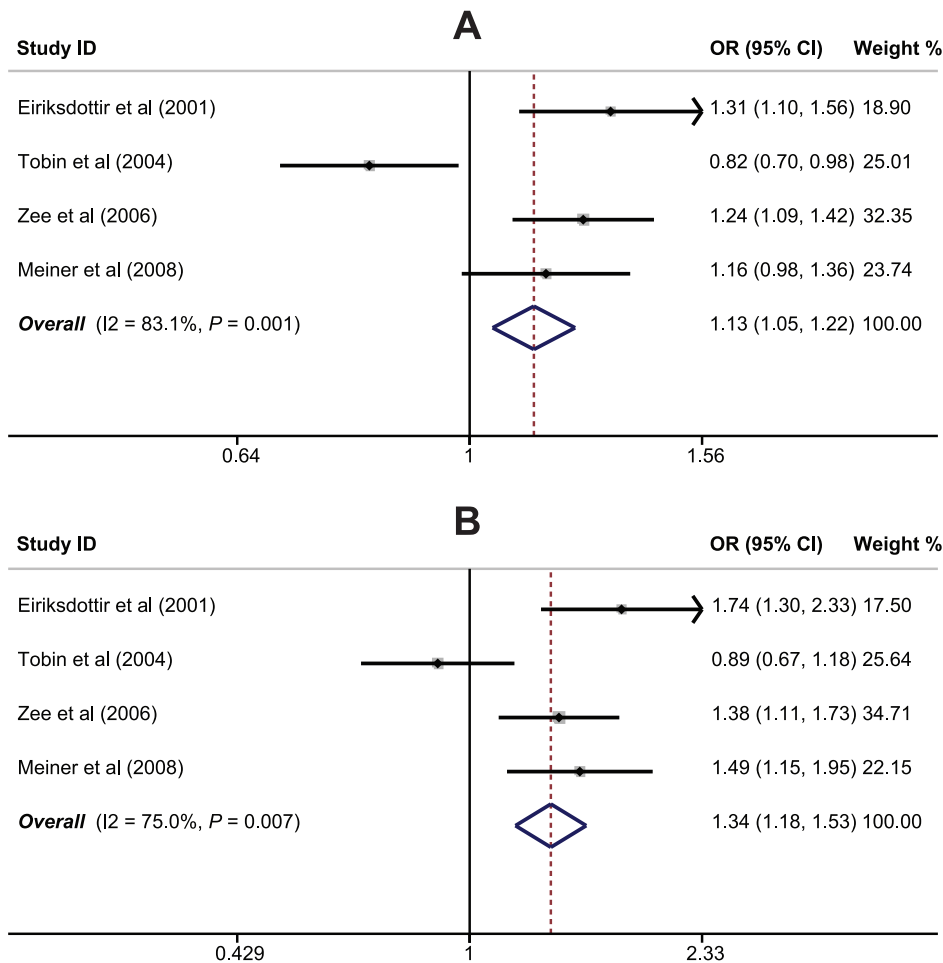 A
Study ID OR (95% CI) Weight %
Eiriksdottir et al (2001) 1.31 (1.10, 1.56) 18.90
Tobin et al (2004) 0.82 (0.70, 0.98) 25.01
Zee et al (2006) 1.24 (1.09, 1.42) 32.35
Meiner et al (2008) 1.16 (0.98, 1.36) 23.74
Overall (I2 = 83.1%, P = 0.001) 1.13 (1.05, 1.22) 100.00
0.64 1 1.56
B
Study ID OR (95% CI) Weight %
Eiriksdottir et al (2001) 1.74 (1.30, 2.33) 17.50
Tobin et al (2004) 0.89 (0.67, 1.18) 25.64
Zee et al (2006) 1.38 (1.11, 1.73) 34.71
Meiner et al (2008) 1.49 (1.15, 1.95) 22.15
Overall (I2 = 75.0%, P = 0.007) 1.34 (1.18, 1.53) 100.00
0.429 1 2.33